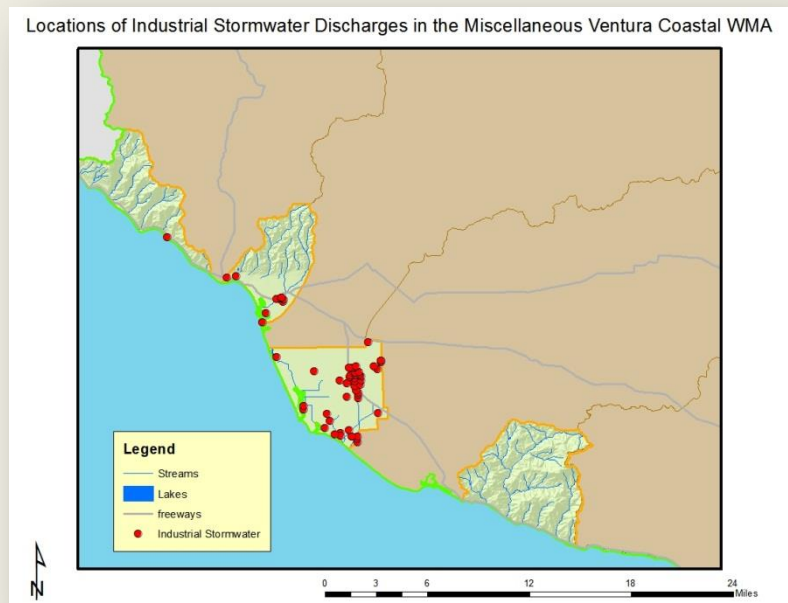 Locations of Industrial Stormwater Discharges in the Miscellaneous Ventura Coastal WMA
Legend
Streams
Lakes
freeways
Industrial Stormwater
N
0 3 6 12 18 24
Miles